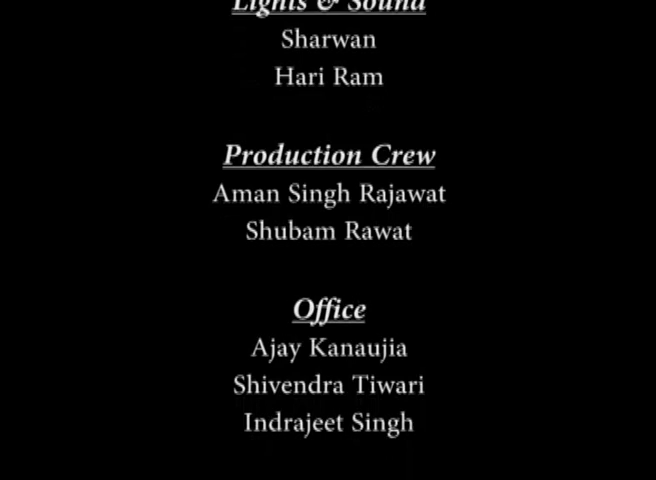 Lights & Sound
Sharwan
Hari Ram
Production Crew
Aman Singh Rajawat
Shubam Rawat
Office
Ajay Kanaujia
Shivendra Tiwari
Indrajeet Singh